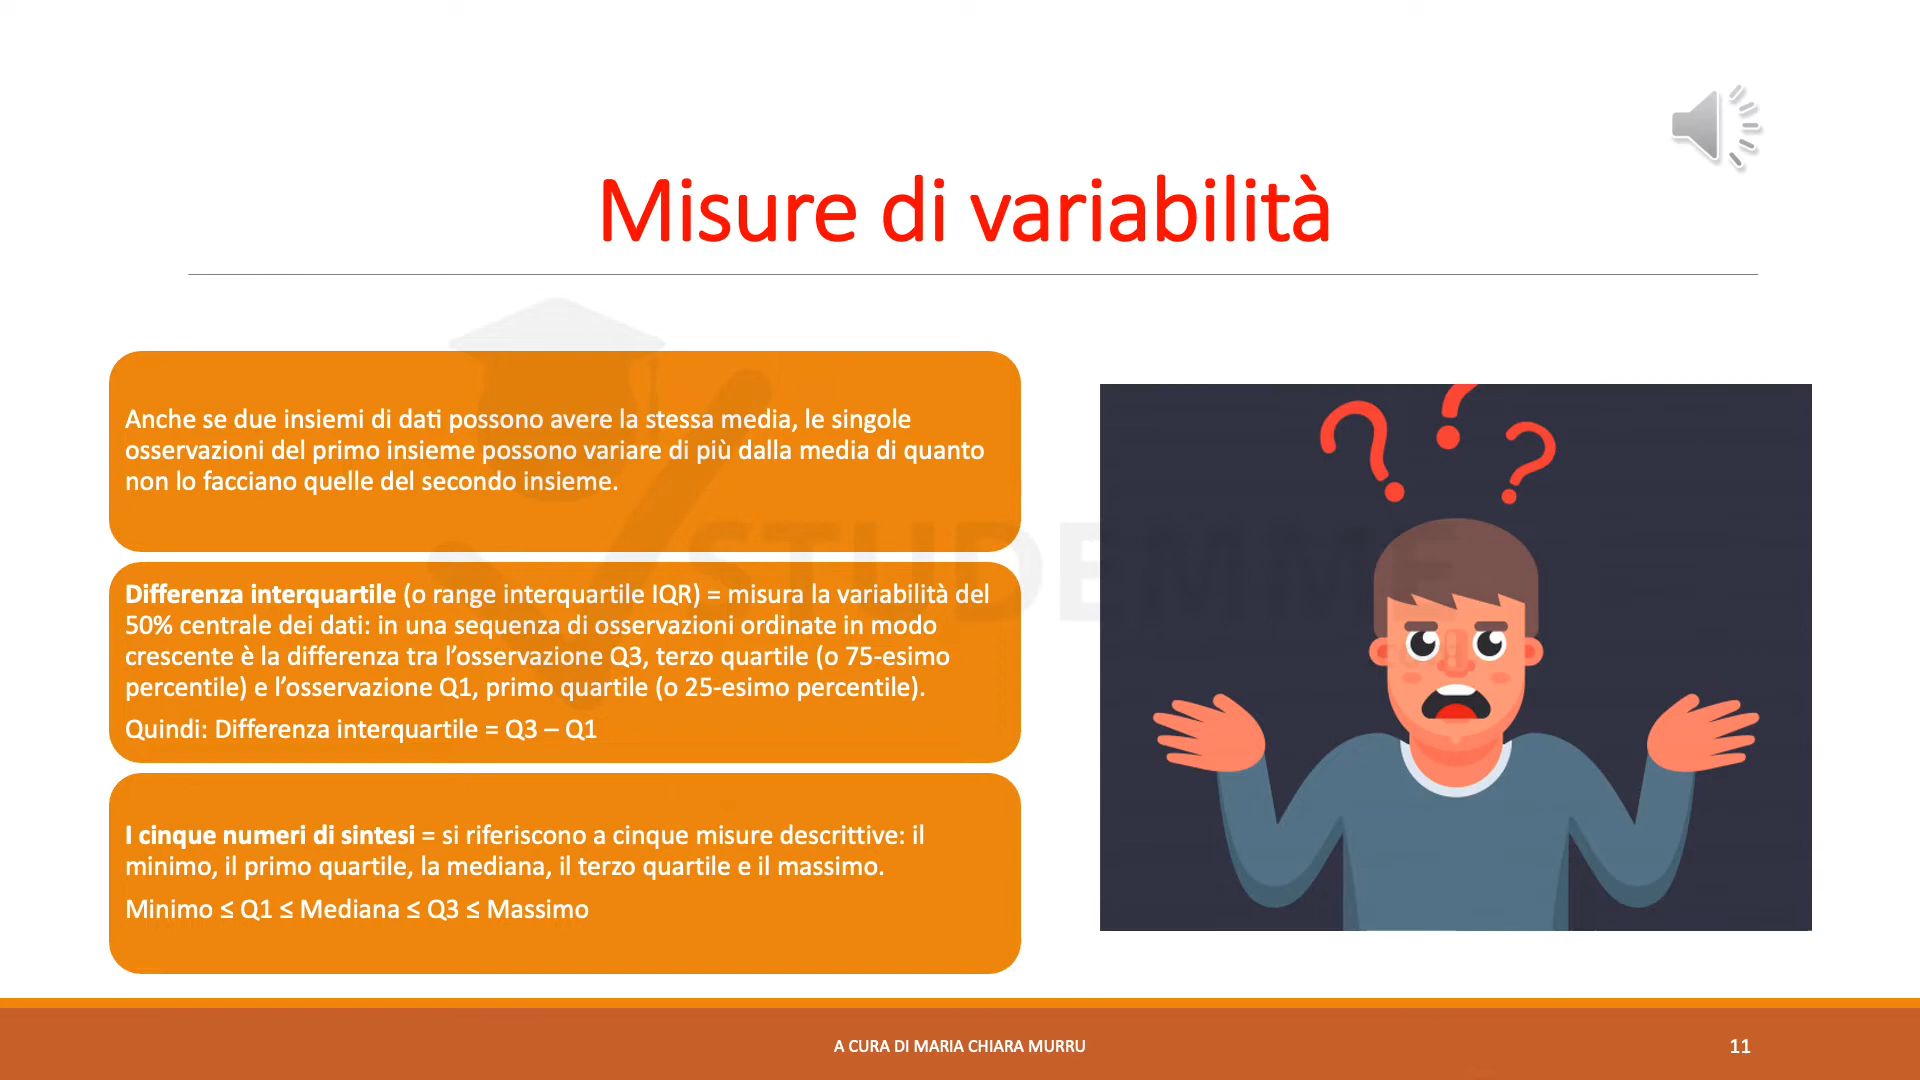 Misure di variabilità
Anche se due insiemi di dati possono avere la stessa media, le singole
osservazioni del primo insieme possono variare di più dalla media di quanto
non lo facciano quelle del secondo insieme.
Differenza interquartile (o range interquartile IQR) = misura la variabilità del
50% centrale dei dati: in una sequenza di osservazioni ordinate in modo
crescente è la differenza tra l'osservazione Q3, terzo quartile (o 75-esimo
percentile) e l'osservazione Q1, primo quartile (o 25-esimo percentile).
Quindi: Differenza interquartile = Q3 – Q1
I cinque numeri di sintesi = si riferiscono a cinque misure descrittive: il
minimo, il primo quartile, la mediana, il terzo quartile e il massimo.
Minimo ≤ Q1 ≤ Mediana ≤ Q3 ≤ Massimo
STUDEMME
A CURA DI MARIA CHIARA MURRU
11